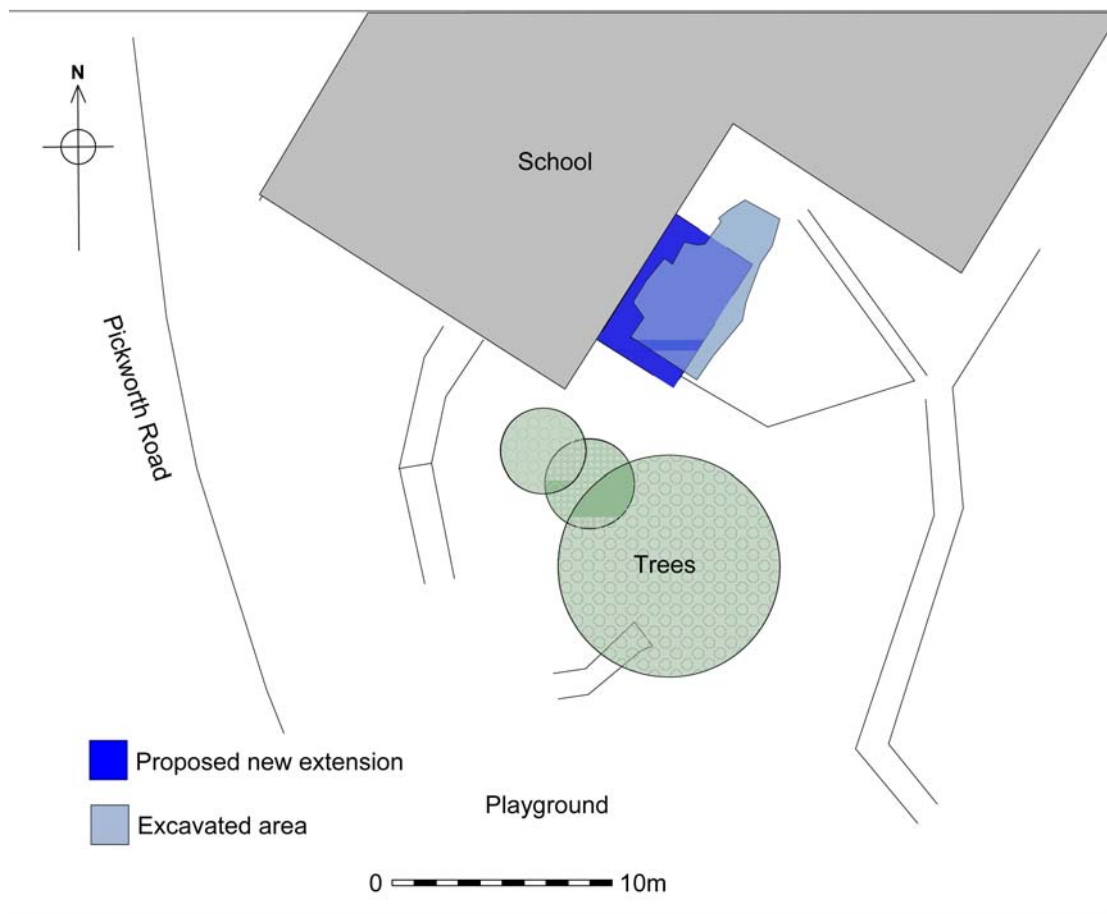 N
School
Pickworth Road
Trees
Proposed new extension
Playground
Excavated area
0 10m